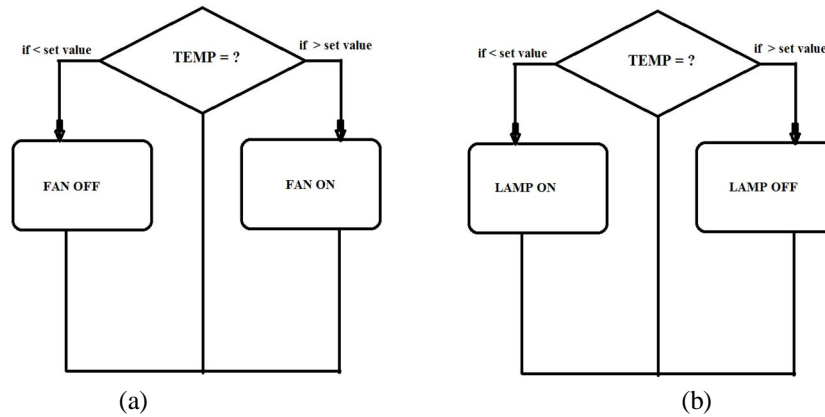 if < set value
TEMP = ?
if > set value
FAN OFF
FAN ON
(a)
if < set value
TEMP = ?
if > set value
LAMP ON
LAMP OFF
(b)